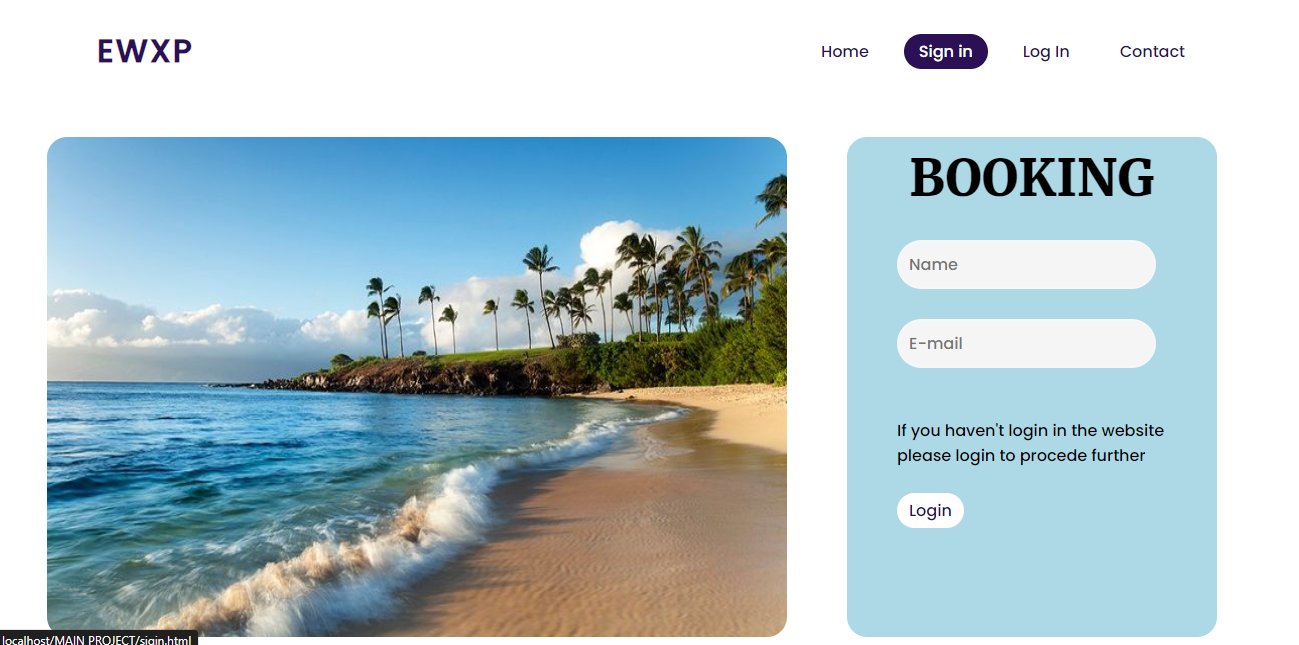 EWXP
Home
Sign in
Log In
Contact
BOOKING
Name
E-mail
If you haven't login in the website
please login to procede further
Login
localhost/MAIN PROJECT/sigin.html